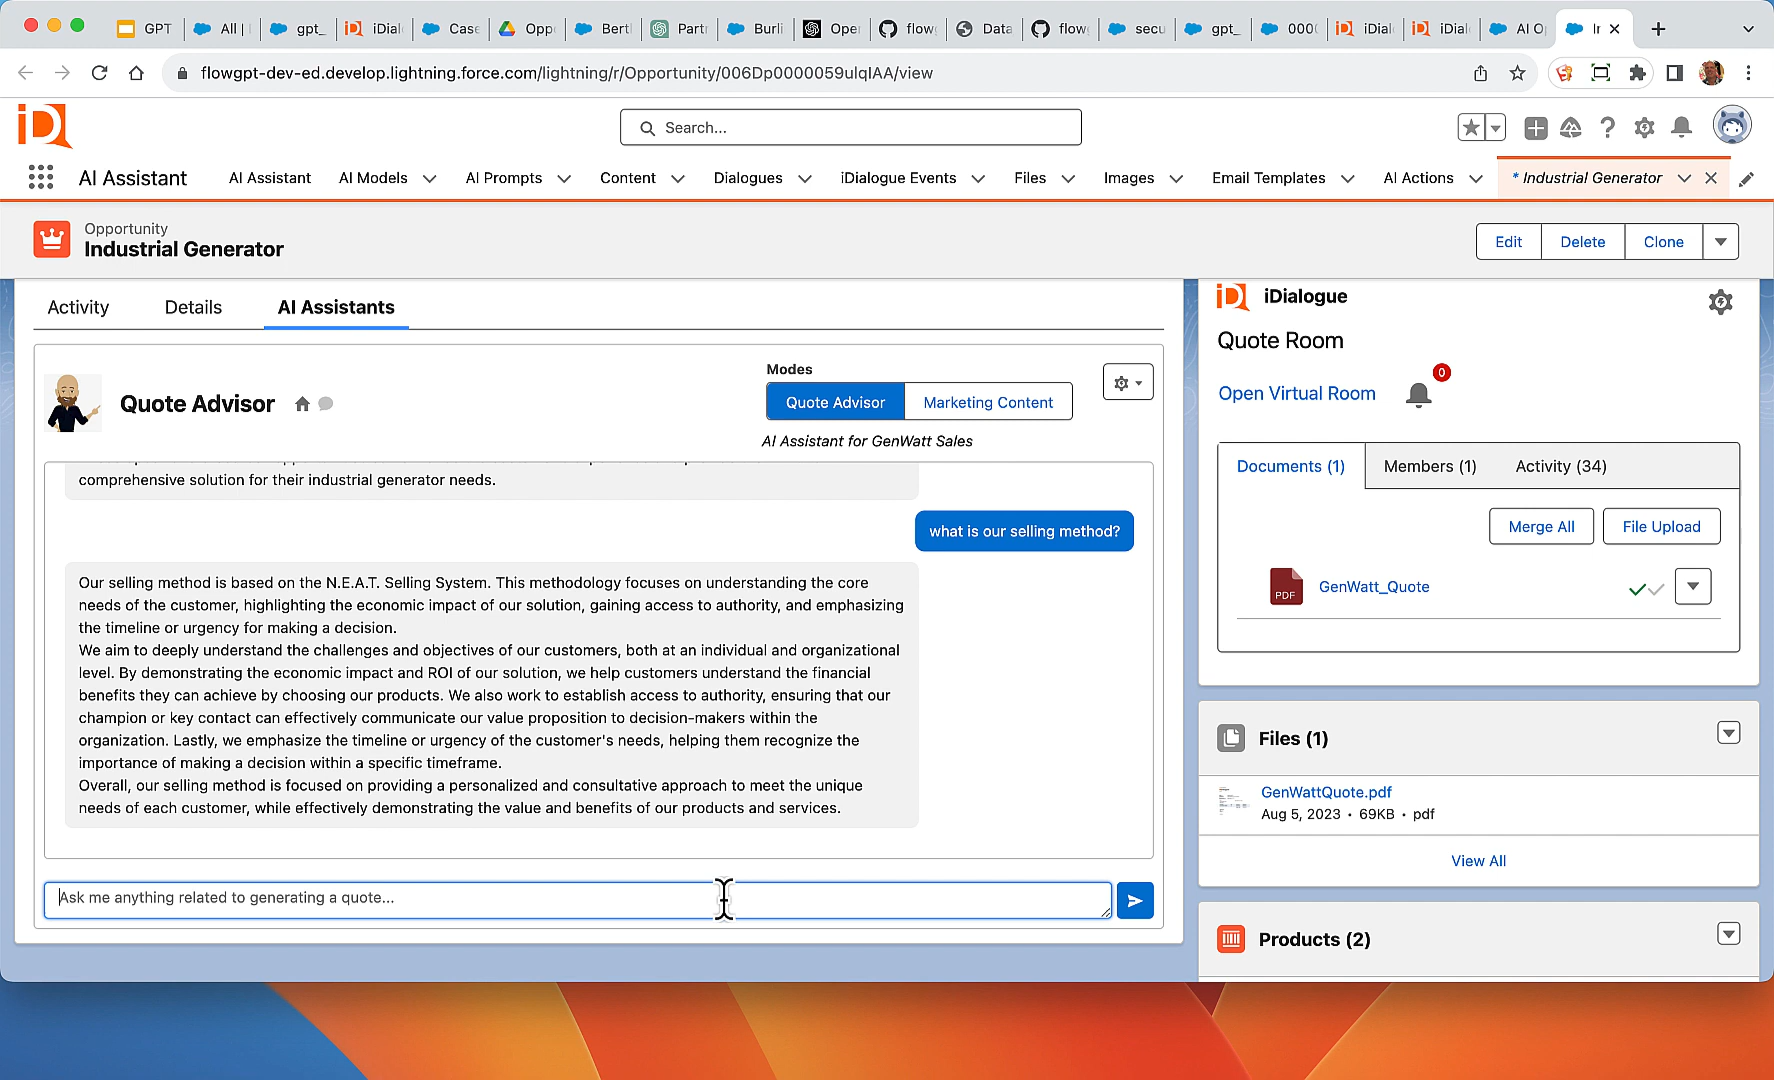 GPT
All |
gpt_
iDial
Case
Oppo
Bertl
Partr
Burli
Oper
flow
Data
flow
secu
gpt_
000
iDial
iDial
AI O
In
flowgpt-dev-ed.develop.lightning.force.com/lightning/r/Opportunity/006Dp0000059ulqIAA/view
iD
Search...
AI Assistant
AI Assistant
AI Models
AI Prompts
Content
Dialogues
iDialogue Events
Files
Images
Email Templates
AI Actions
* Industrial Generator
Opportunity
Industrial Generator
Edit
Delete
Clone
Activity
Details
AI Assistants
Quote Advisor
Modes
Quote Advisor
Marketing Content
AI Assistant for GenWatt Sales
comprehensive solution for their industrial generator needs.
what is our selling method?
Our selling method is based on the N.E.A.T. Selling System. This methodology focuses on understanding the core
needs of the customer, highlighting the economic impact of our solution, gaining access to authority, and emphasizing
the timeline or urgency for making a decision.
We aim to deeply understand the challenges and objectives of our customers, both at an individual and organizational
level. By demonstrating the economic impact and ROI of our solution, we help customers understand the financial
benefits they can achieve by choosing our products. We also work to establish access to authority, ensuring that our
champion or key contact can effectively communicate our value proposition to decision-makers within the
organization. Lastly, we emphasize the timeline or urgency of the customer's needs, helping them recognize the
importance of making a decision within a specific timeframe.
Overall, our selling method is focused on providing a personalized and consultative approach to meet the unique
needs of each customer, while effectively demonstrating the value and benefits of our products and services.
Ask me anything related to generating a quote...
iD iDialogue
Quote Room
Open Virtual Room
0
Documents (1)
Members (1)
Activity (34)
Merge All
File Upload
PDF
GenWatt_Quote
Files (1)
GenWattQuote.pdf
Aug 5, 2023 • 69KB • pdf
View All
Products (2)